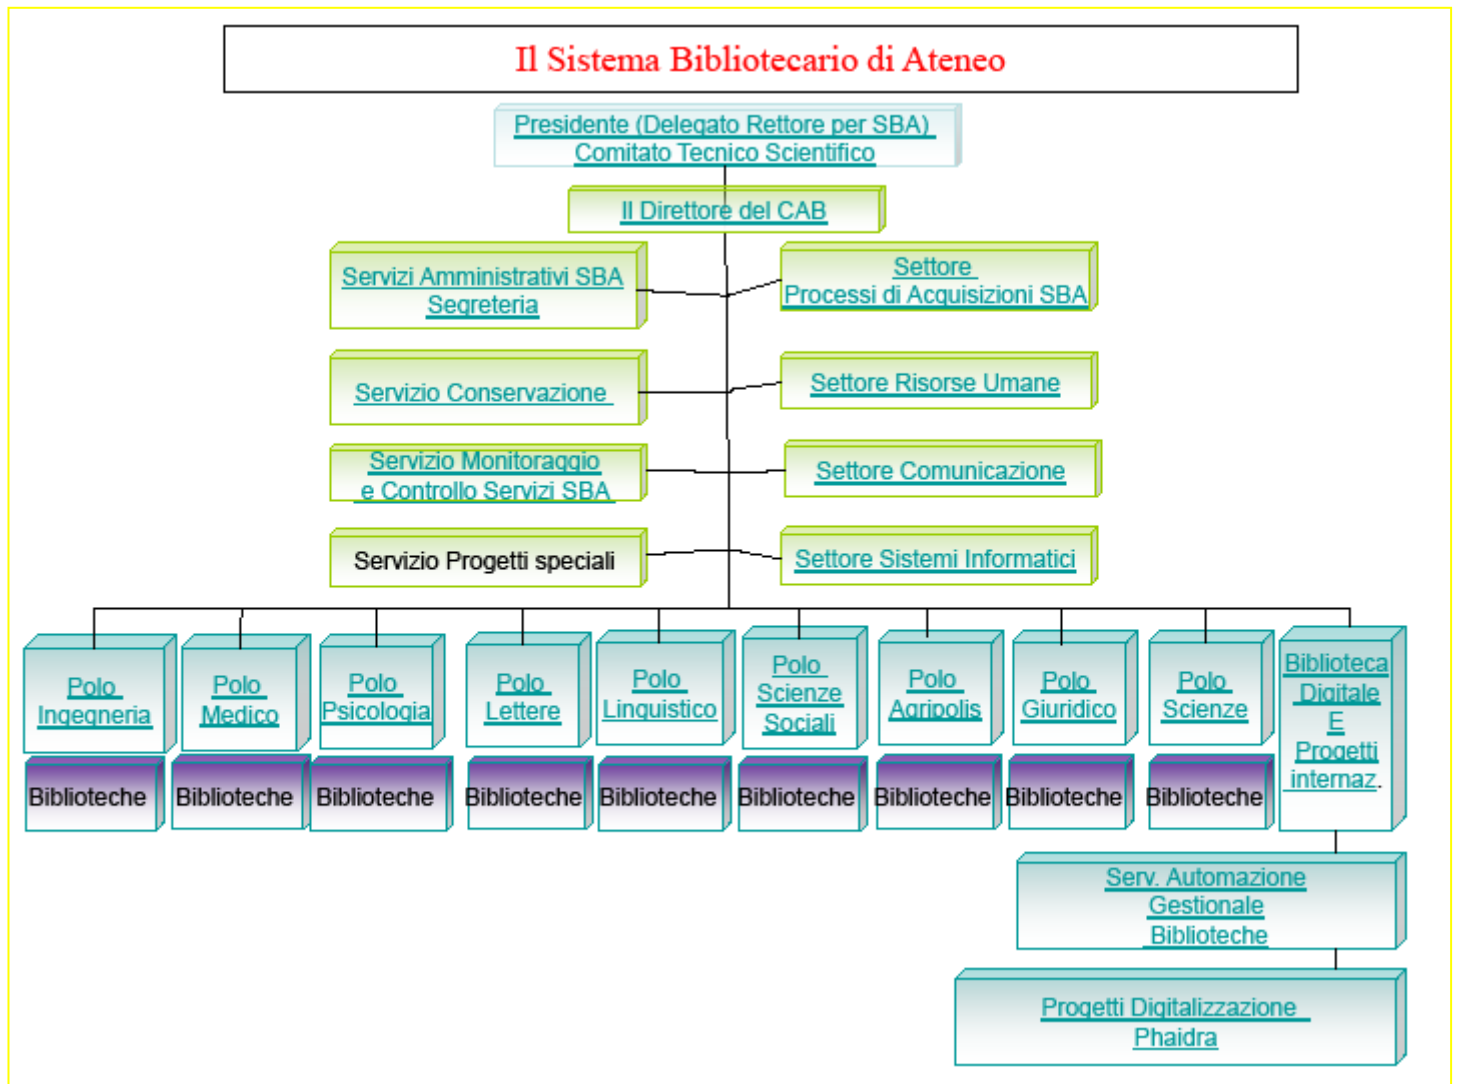 Il Sistema Bibliotecario di Ateneo
Presidente (Delegato Rettore per SBA)
Comitato Tecnico Scientifico
Il Direttore del CAB
Servizi Amministrativi SBA
Segreteria
Settore
Processi di Acquisizioni SBA
Servizio Conservazione
Settore Risorse Umane
Servizio Monitoraggio
e Controllo Servizi SBA
Settore Comunicazione
Servizio Progetti speciali
Settore Sistemi Informatici
Polo
Ingegneria
Polo
Medico
Polo
Psicologia
Polo
Lettere
Polo
Linguistico
Polo
Scienze
Sociali
Polo
Agripolis
Polo
Giuridico
Polo
Scienze
Biblioteca
Digitale
E
Progetti
internaz.
Biblioteche
Biblioteche
Biblioteche
Biblioteche
Biblioteche
Biblioteche
Biblioteche
Biblioteche
Biblioteche
Serv. Automazione
Gestionale
Biblioteche
Progetti Digitalizzazione
Phaidra